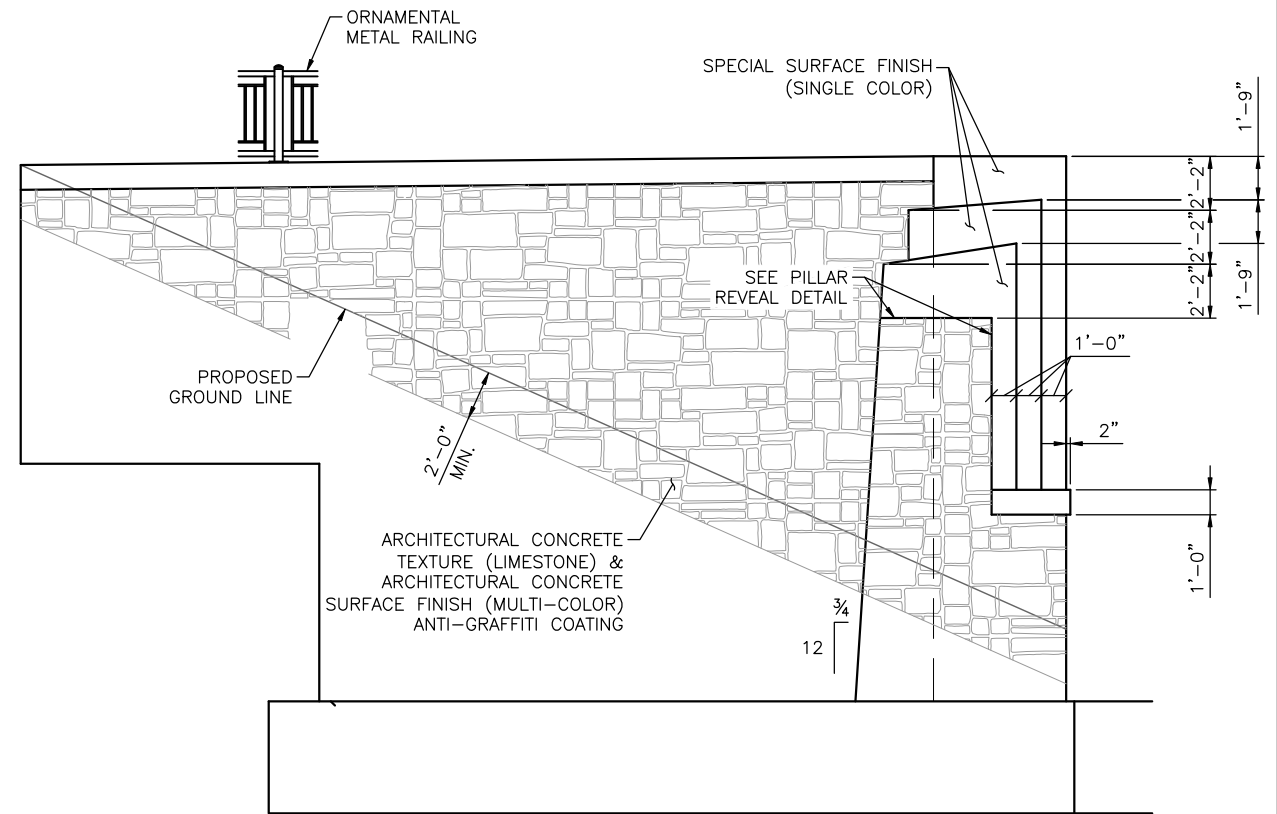 ORNAMENTAL
METAL RAILING
SPECIAL SURFACE FINISH
(SINGLE COLOR)
1'-9"
2'-2"
2'-2"
1'-9"
2'-2"
SEE PILLAR
REVEAL DETAIL
1'-0"
PROPOSED
GROUND LINE
2"
2'-0"
MIN.
ARCHITECTURAL CONCRETE
TEXTURE (LIMESTONE) &
ARCHITECTURAL CONCRETE
SURFACE FINISH (MULTI-COLOR)
ANTI-GRAFFITI COATING
1'-0"
3/4
12